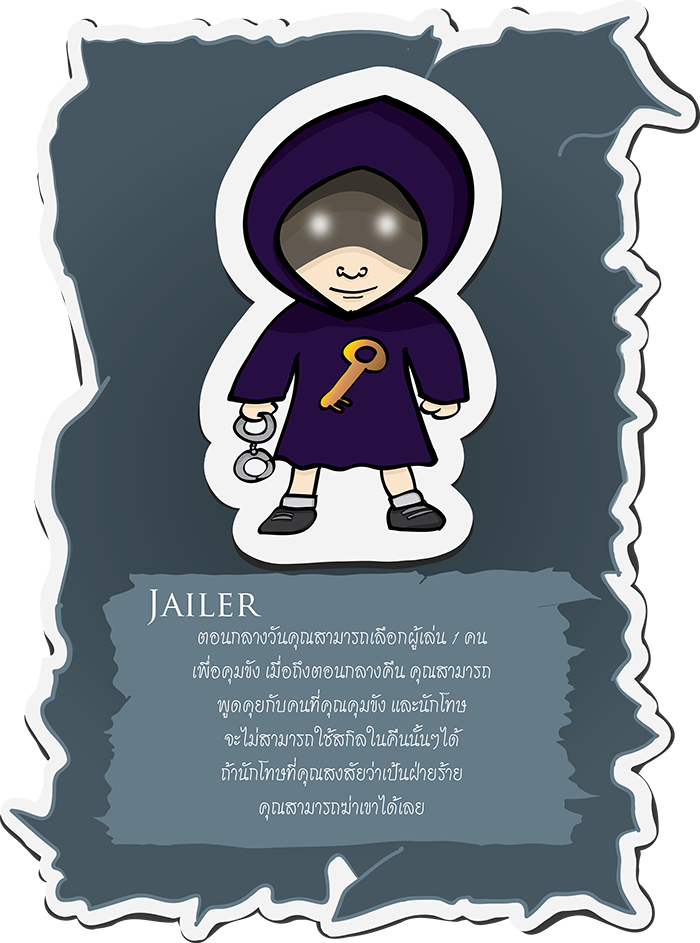 JAILER
ตอนกลางวันคุณสามารถเลือกผู้เล่น 1 คน
เพื่อคุมขัง เมื่อถึงตอนกลางคืน คุณสามารถ
พูดคุยกับคนที่คุณคุมขัง และนักโทษ
จะไม่สามารถใช้สกิลในคืนนั้นๆได้
ถ้านักโทษที่คุณสงสัยว่าเป็นฝ่ายร้าย
คุณสามารถฆ่าเขาได้เลย